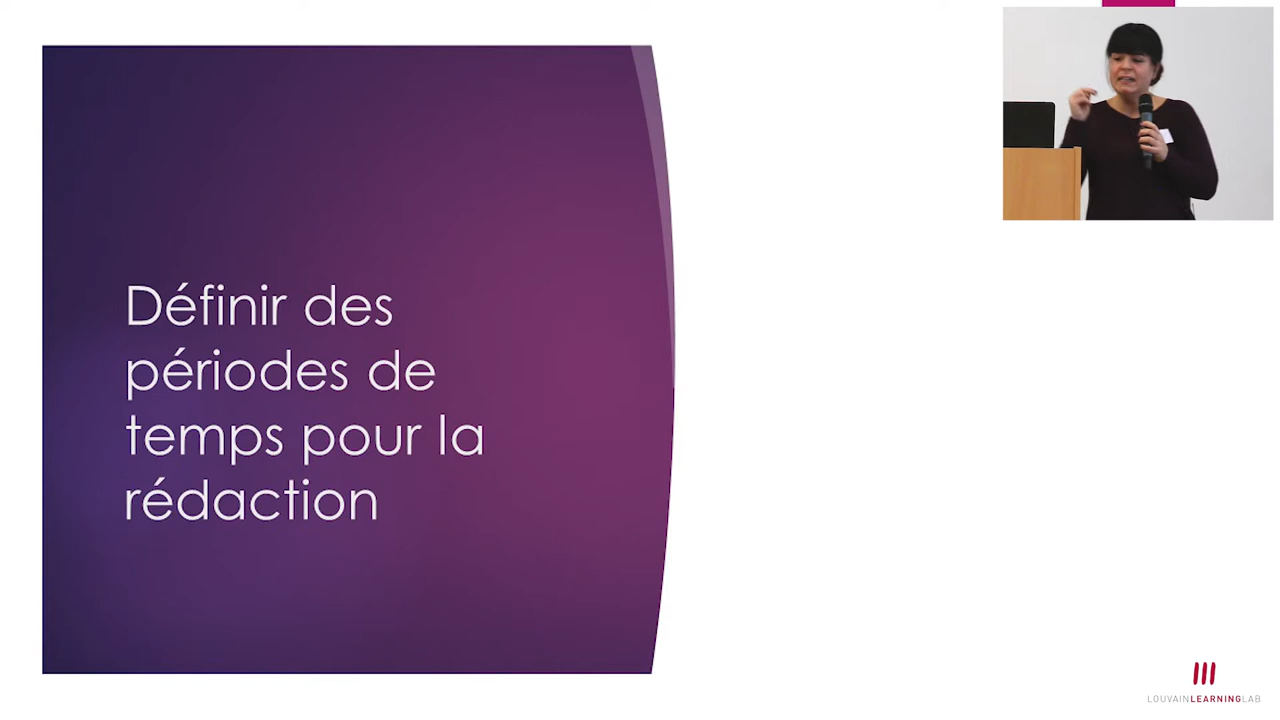 Définir des
périodes de
temps pour la
rédaction
LOUVAINLEARNINGLAB